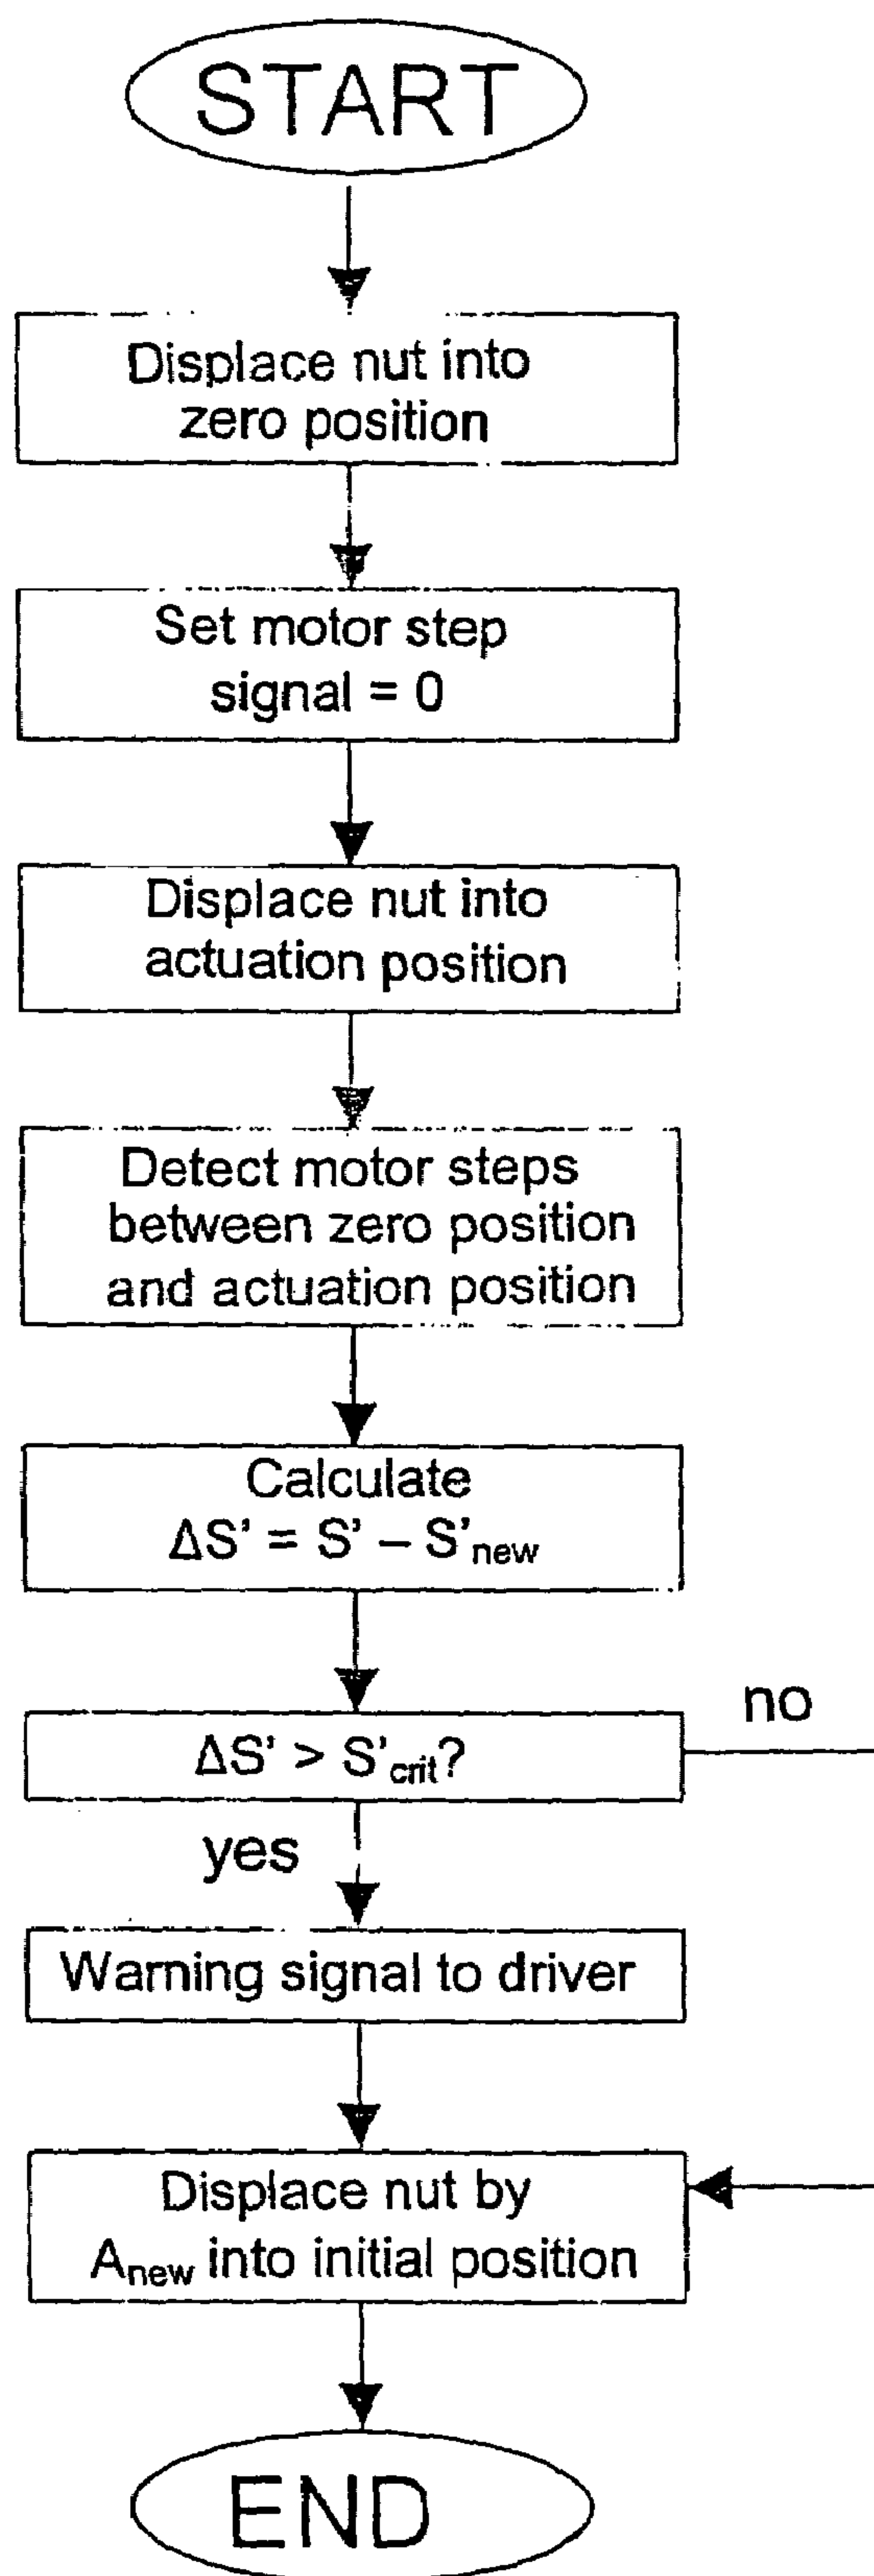 START
Displace nut into
zero position
Set motor step
signal = 0
Displace nut into
actuation position
Detect motor steps
between zero position
and actuation position
Calculate
ΔS' = S' – S'new
ΔS' > S'crit?
no
yes
Warning signal to driver
Displace nut by
Anew into initial position
END